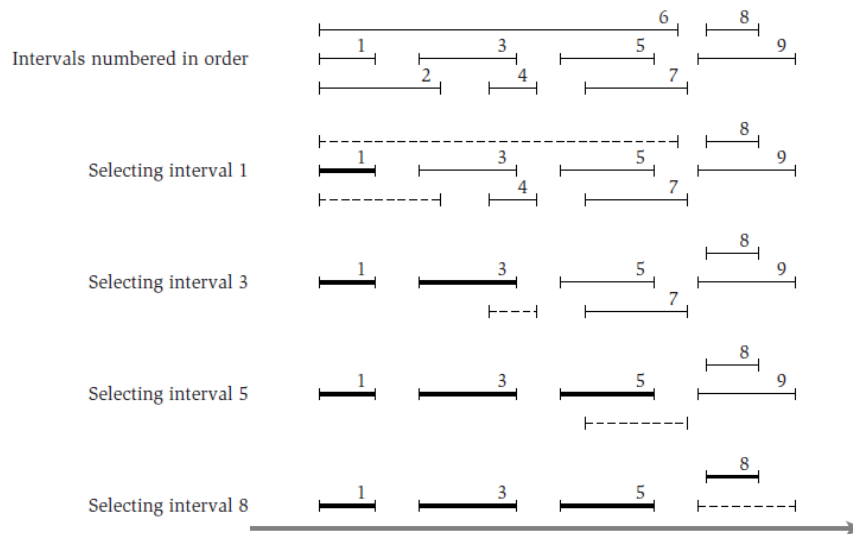 6 8
Intervals numbered in order 1 3 5 9
2 4 7
8
Selecting interval 1 1 3 5 9
4 7
8
Selecting interval 3 1 3 5 9
7
8
Selecting interval 5 1 3 5 9
8
Selecting interval 8 1 3 5